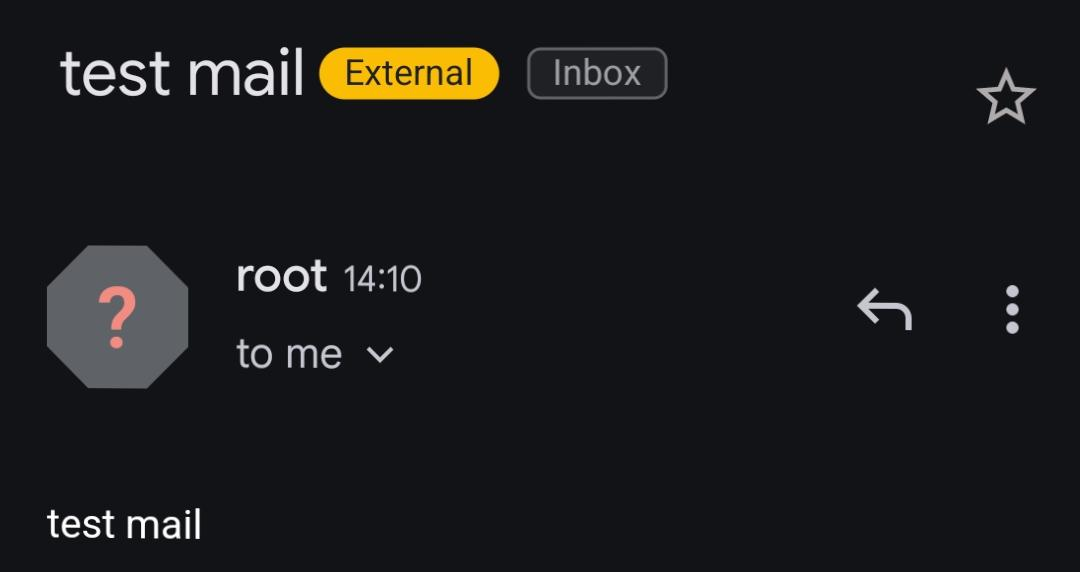 test mail External Inbox
?
root 14:10
to me
test mail